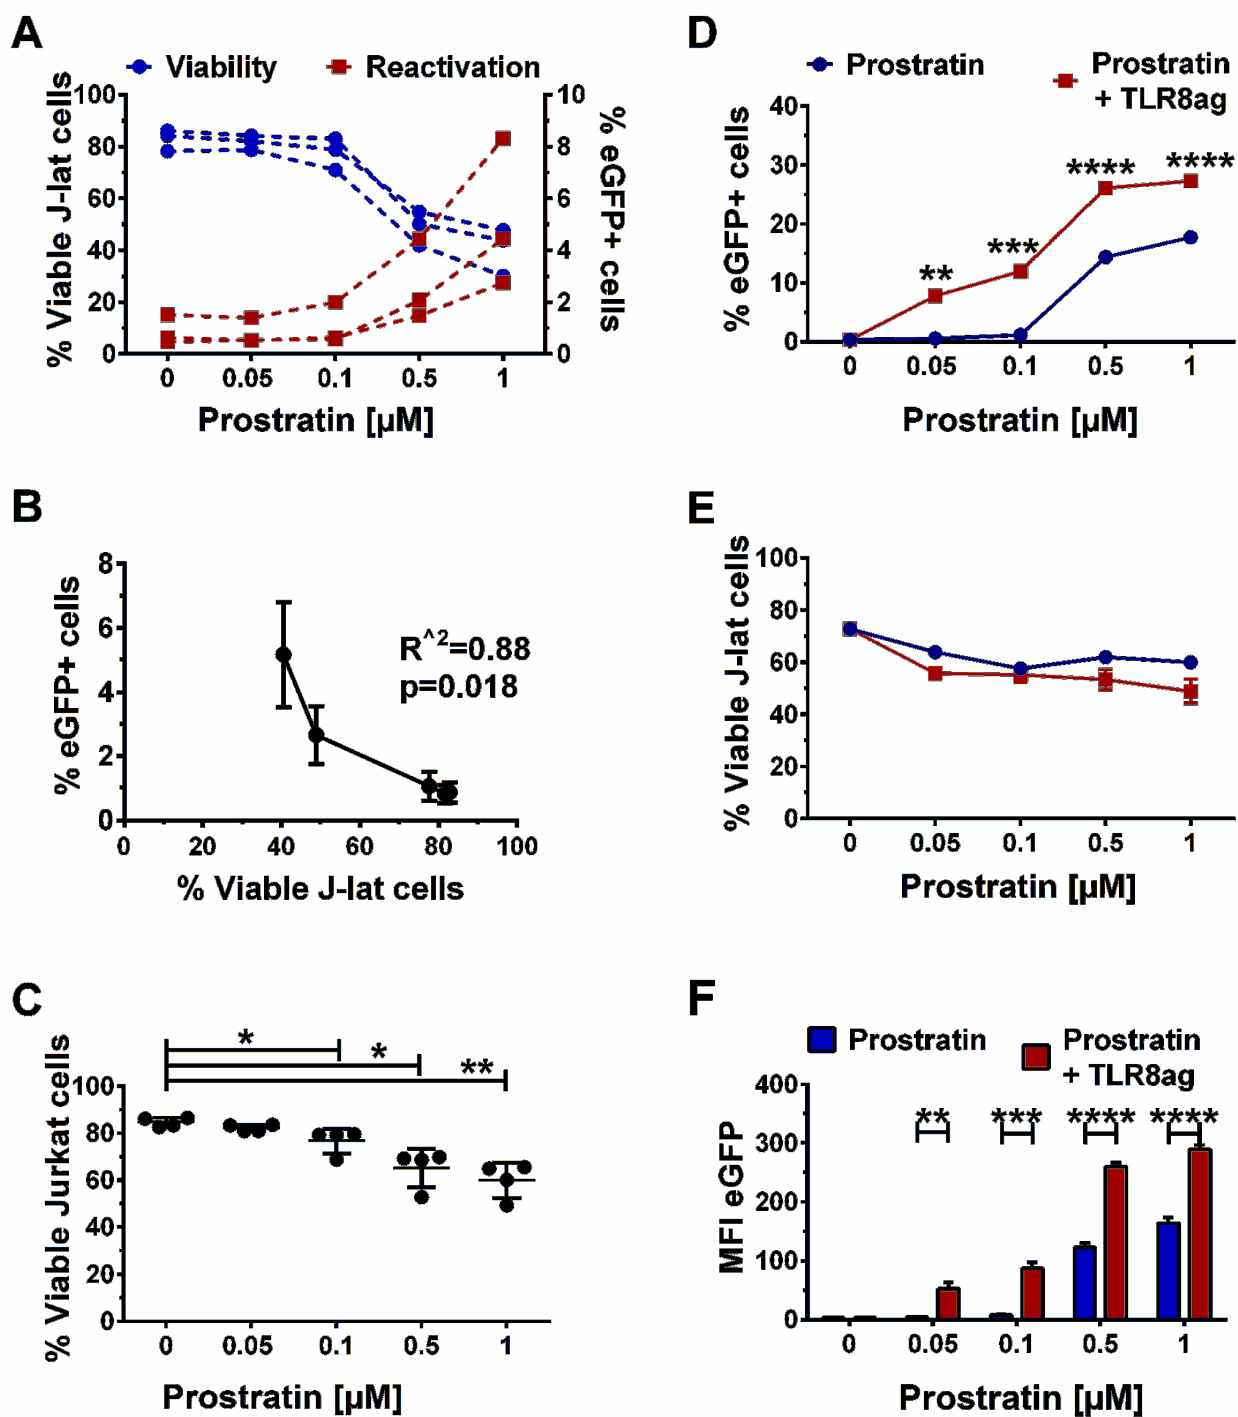 A
Viability
Reactivation
% Viable J-lat cells
100
80
60
40
20
0
10
8
6
4
2
0
% eGFP+ cells
0
0.05
0.1
0.5
1
Prostratin [µM]
B
% eGFP+ cells
8
6
4
2
0
R^2=0.88
p=0.018
0
20
40
60
80
100
% Viable J-lat cells
C
% Viable Jurkat cells
*
*
**
100
80
60
40
20
0
0
0.05
0.1
0.5
1
Prostratin [µM]
D
Prostratin
Prostratin
+ TLR8ag
% eGFP+ cells
40
30
20
10
0
**
***
****
****
0
0.05
0.1
0.5
1
Prostratin [µM]
E
% Viable J-lat cells
100
80
60
40
20
0
0
0.05
0.1
0.5
1
Prostratin [µM]
F
Prostratin
Prostratin
+ TLR8ag
MFI eGFP
400
300
200
100
0
**
***
****
****
0
0.05
0.1
0.5
1
Prostratin [µM]